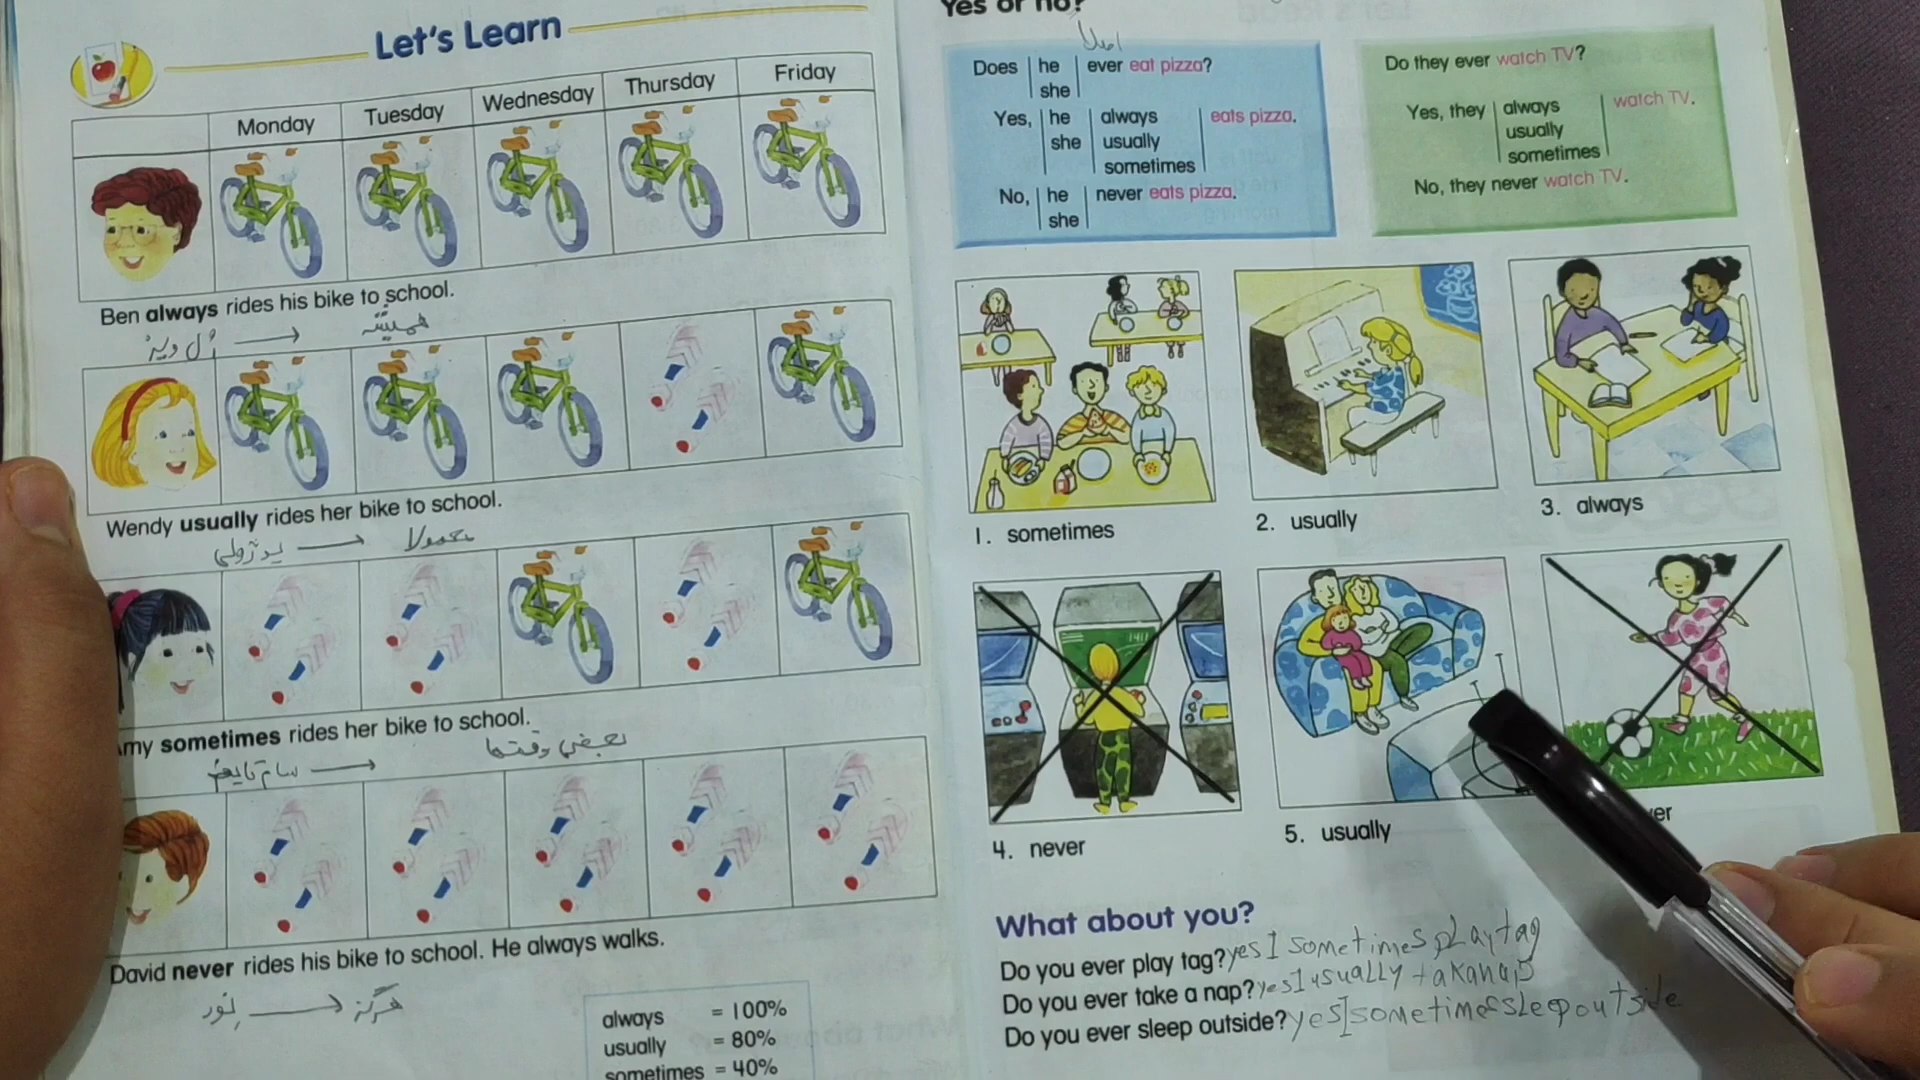 Let's Learn
Monday Tuesday Wednesday Thursday Friday
Ben always rides his bike to school.
همیشه
Wendy usually rides her bike to school.
معمولا
my sometimes rides her bike to school.
بعضی وقتها
David never rides his bike to school. He always walks.
هرگز
always = 100%
usually = 80%
sometimes = 40%
Yes or no?
اصلا
Does he ever eat pizza?
she
Yes, he always eats pizza.
she usually
sometimes
No, he never eats pizza.
she
Do they ever watch TV?
Yes, they always watch TV.
usually
sometimes
No, they never watch TV.
1. sometimes
2. usually
3. always
4. never
5. usually
What about you?
Do you ever play tag? yes I sometimes play tag
Do you ever take a nap? yes I usually
Do you ever sleep outside? yes I sometimes sleep outside